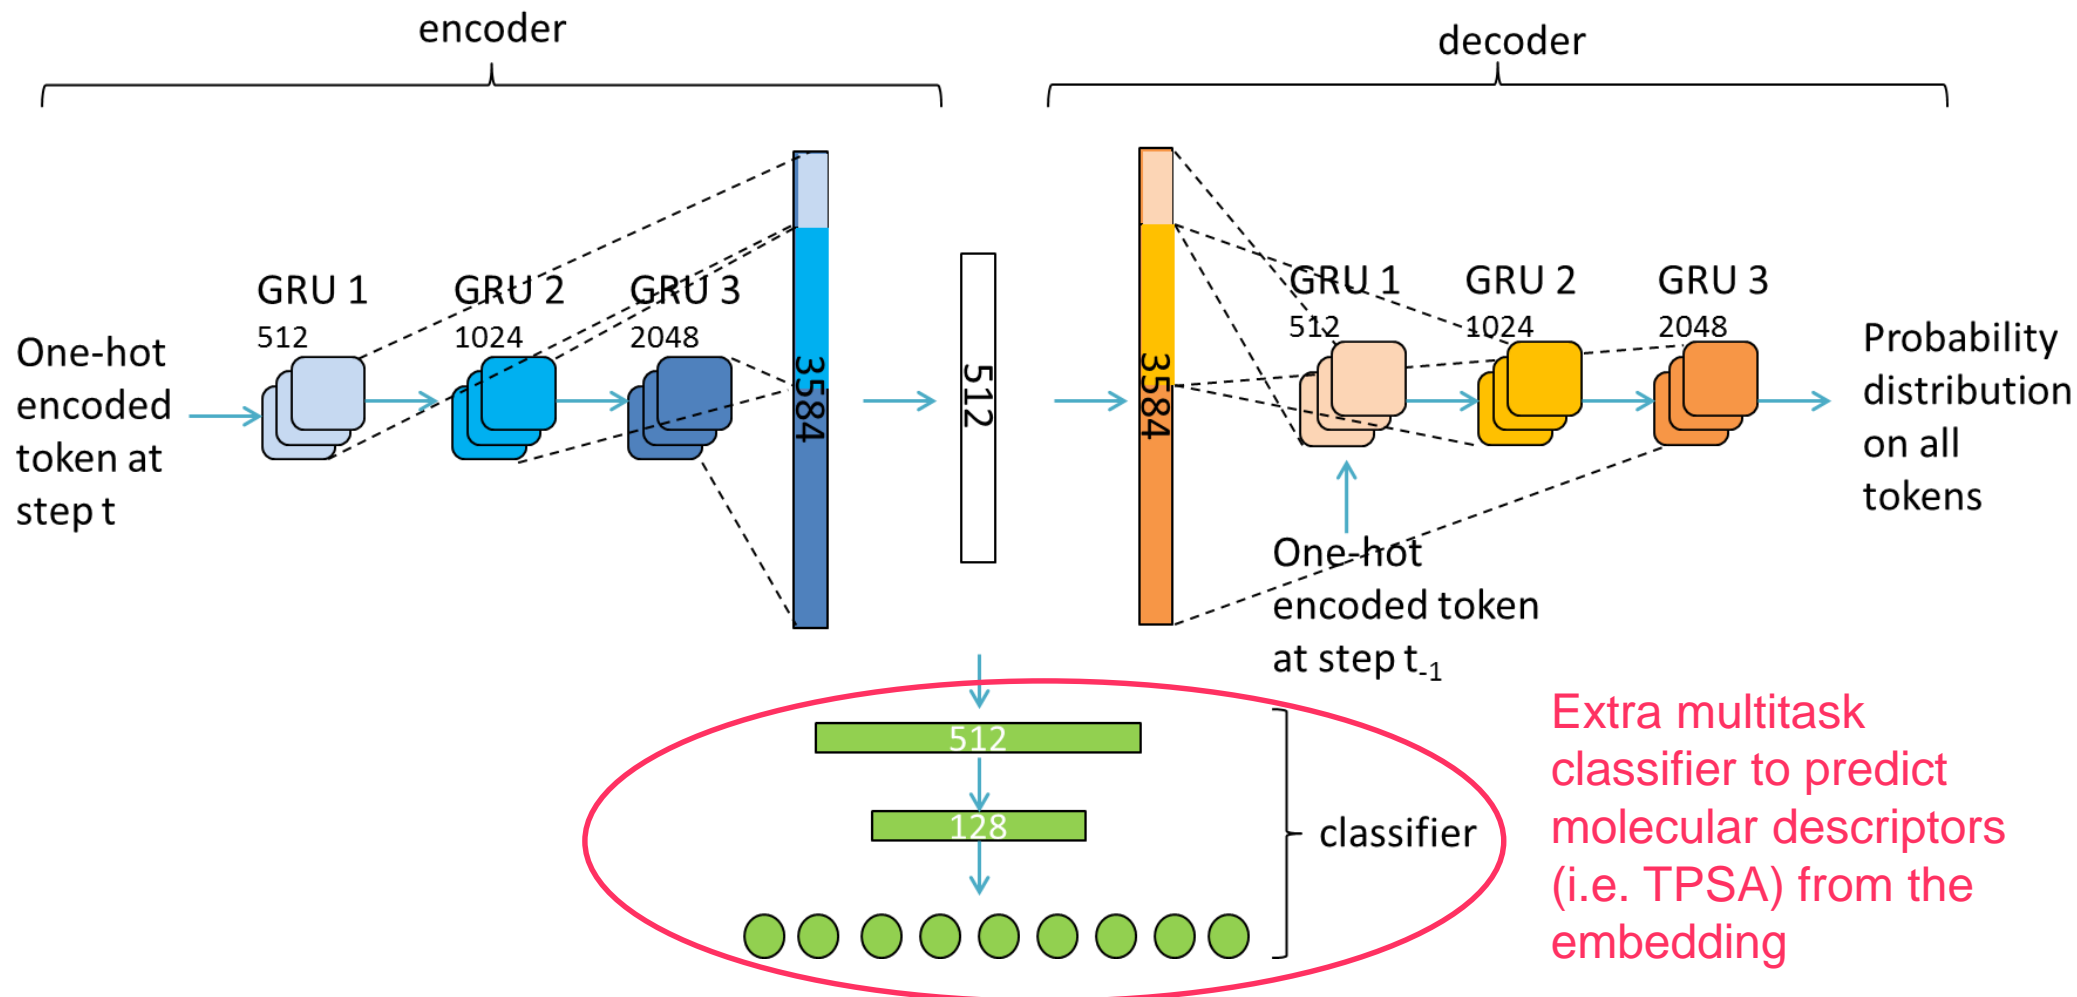 encoder
decoder
GRU 1
512
GRU 2
1024
GRU 3
2048
One-hot
encoded
token at
step t
3584
512
3584
GRU 1
512
GRU 2
1024
GRU 3
2048
Probability
distribution
on all
tokens
One-hot
encoded token
at step t-1
512
128
classifier
Extra multitask
classifier to predict
molecular descriptors
(i.e. TPSA) from the
embedding